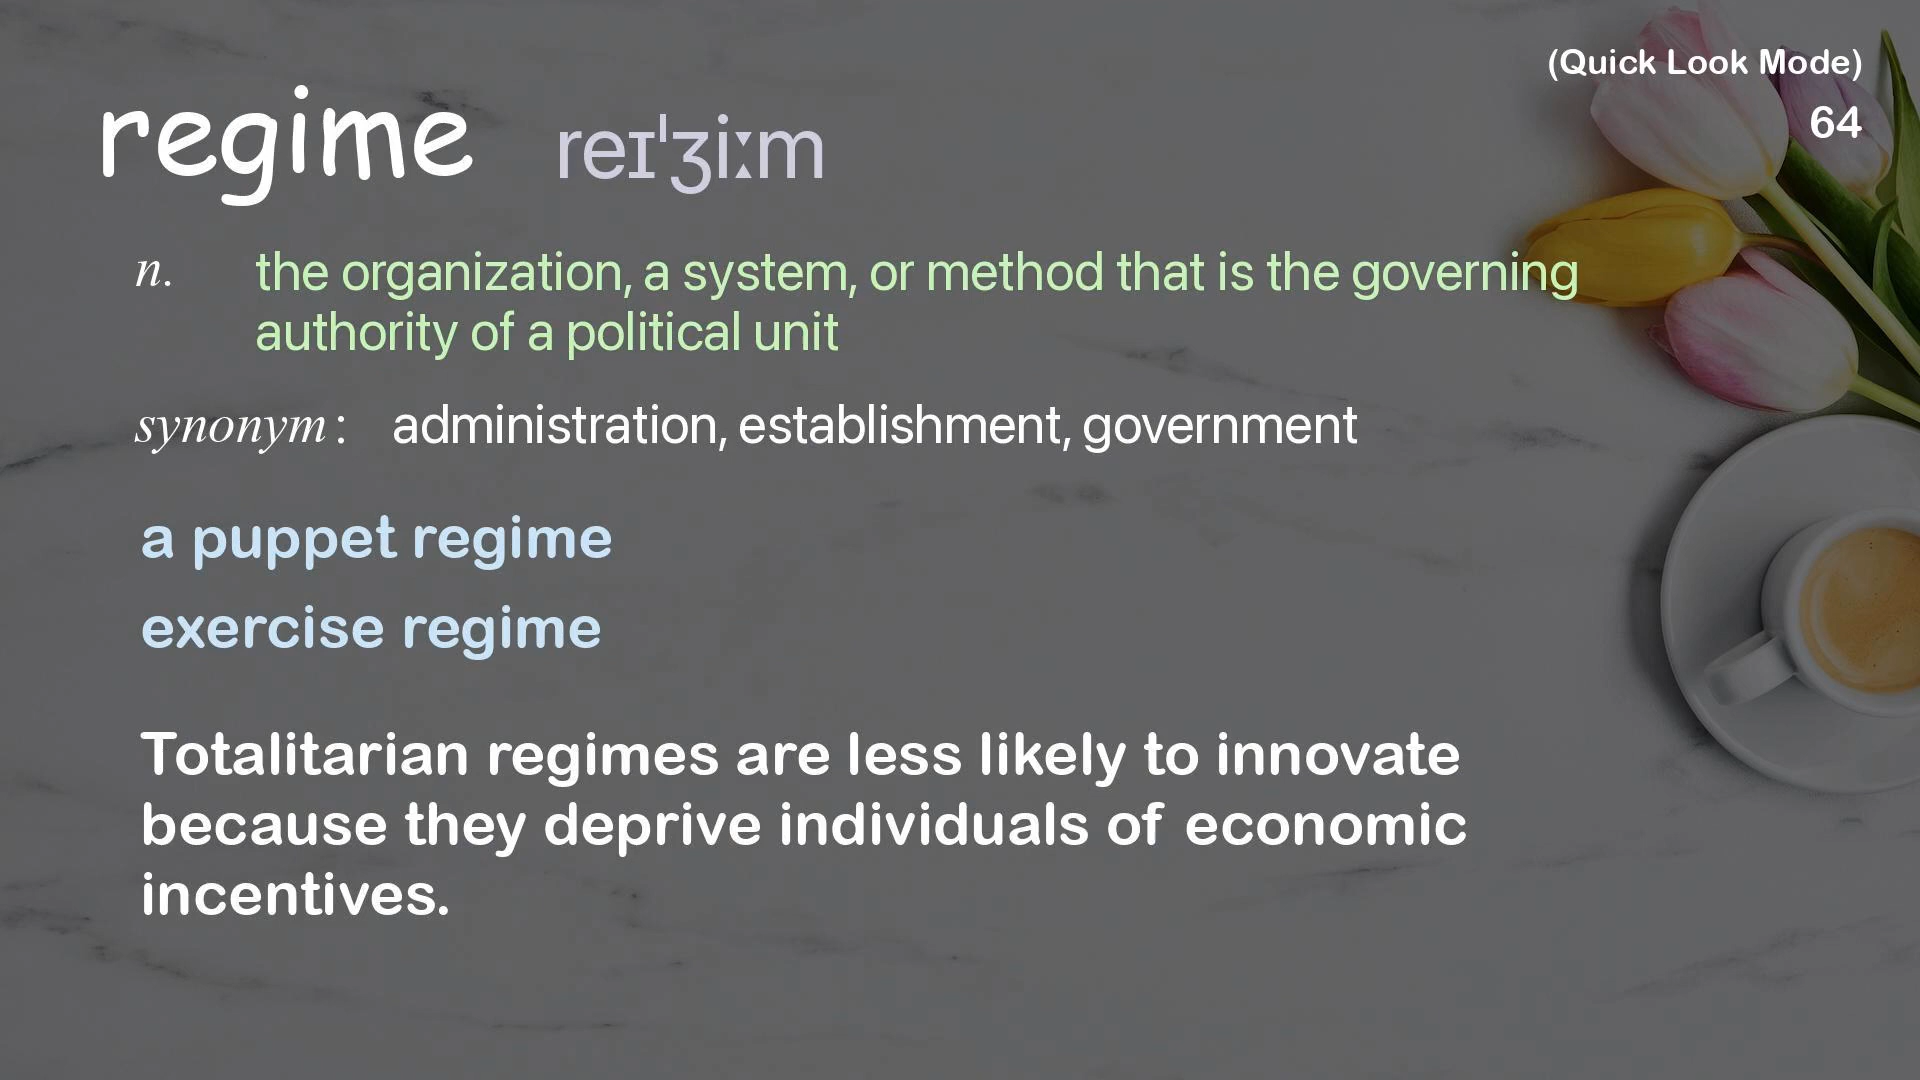 (Quick Look Mode)
64
regime reɪˈʒiːm
n. the organization, a system, or method that is the governing
authority of a political unit
synonym : administration, establishment, government
a puppet regime
exercise regime
Totalitarian regimes are less likely to innovate
because they deprive individuals of economic
incentives.